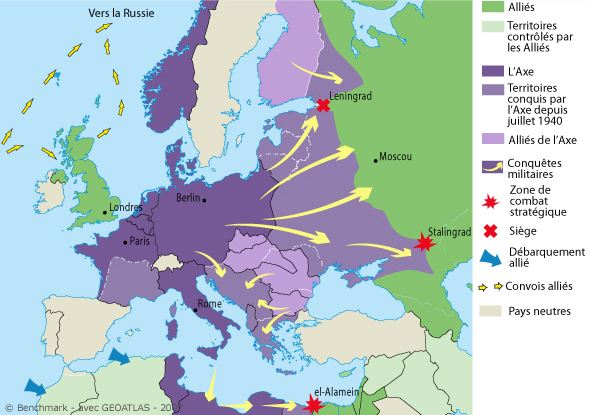 Vers la Russie
Leningrad
Moscou
Berlin
Londres
Stalingrad
Paris
Rome
el-Alamein
© Benchmark - avec GEOATLAS - 20
Alliés
Territoires
contrôlés par
les Alliés
L'Axe
Territoires
conquis par
l'Axe depuis
juillet 1940
Alliés de l'Axe
Conquêtes
militaires
Zone de
combat
stratégique
Siège
Débarquement
allié
Convois alliés
Pays neutres